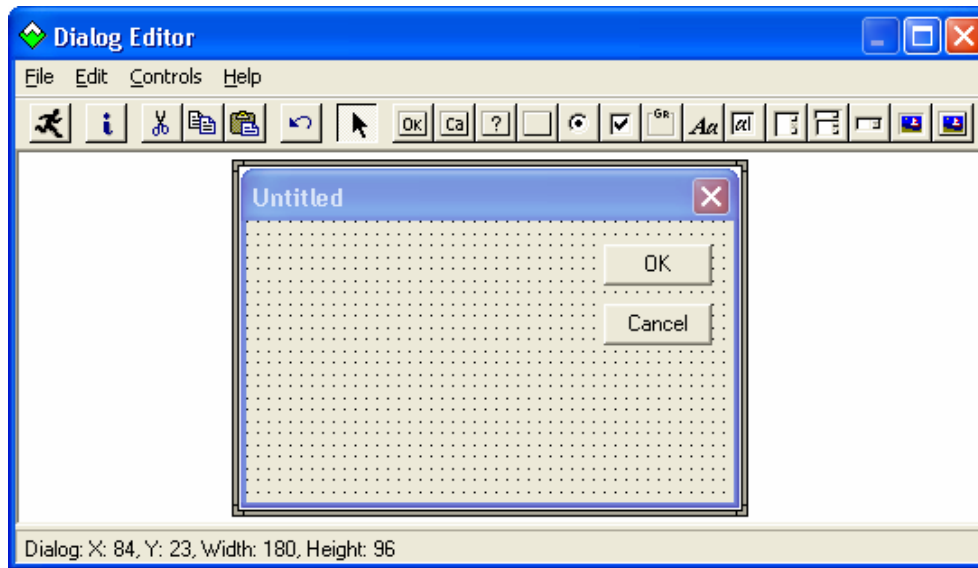 Dialog Editor
File Edit Controls Help
OK Ca ? GR Aa a
Untitled
OK
Cancel
Dialog: X: 84, Y: 23, Width: 180, Height: 96